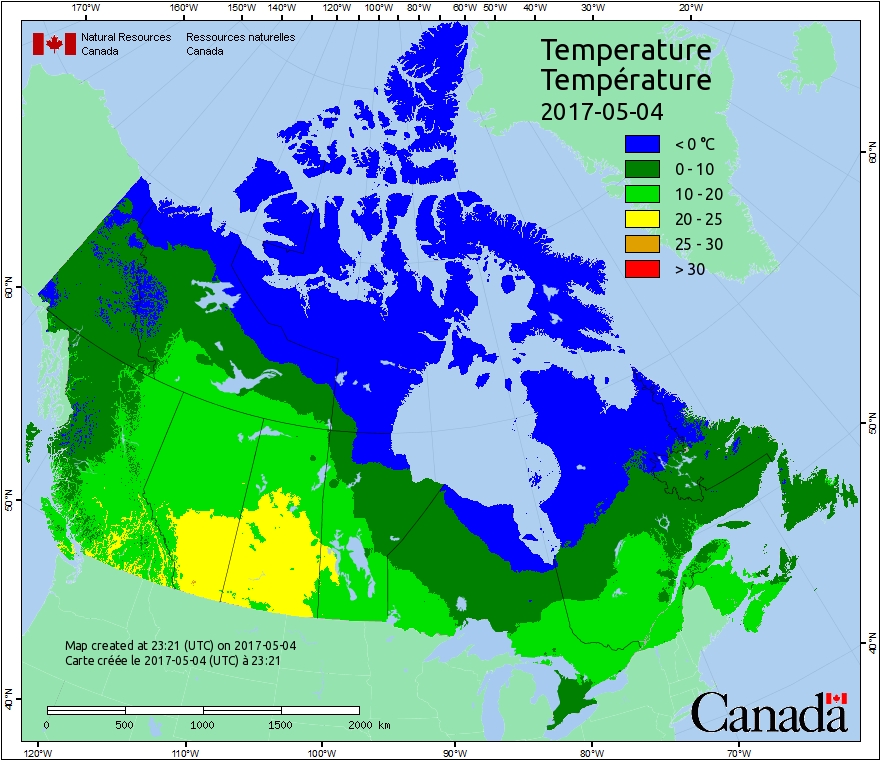 170°W 160°W 150°W 140°W 130°W 120°W 110°W 100°W 90°W 80°W 60°W 50°W 40°W 30°W 20°W
Natural Resources Ressources naturelles
Canada Canada
Temperature
Température
2017-05-04
< 0 °C
0 - 10
10 - 20
20 - 25
25 - 30
> 30
60°N
60°N
50°N
50°N
40°N
40°N
Map created at 23:21 (UTC) on 2017-05-04
Carte créée le 2017-05-04 (UTC) à 23:21
0 500 1000 1500 2000 km
Canada
120°W 110°W 100°W 90°W 80°W 70°W